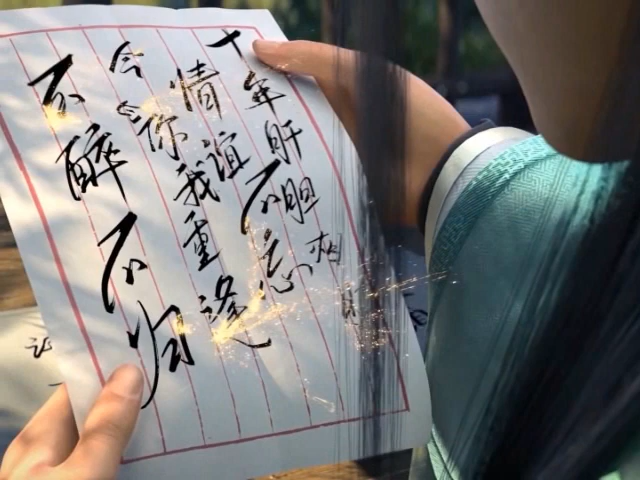 十年肝胆
情谊不忘
今你我重逢
不醉不归